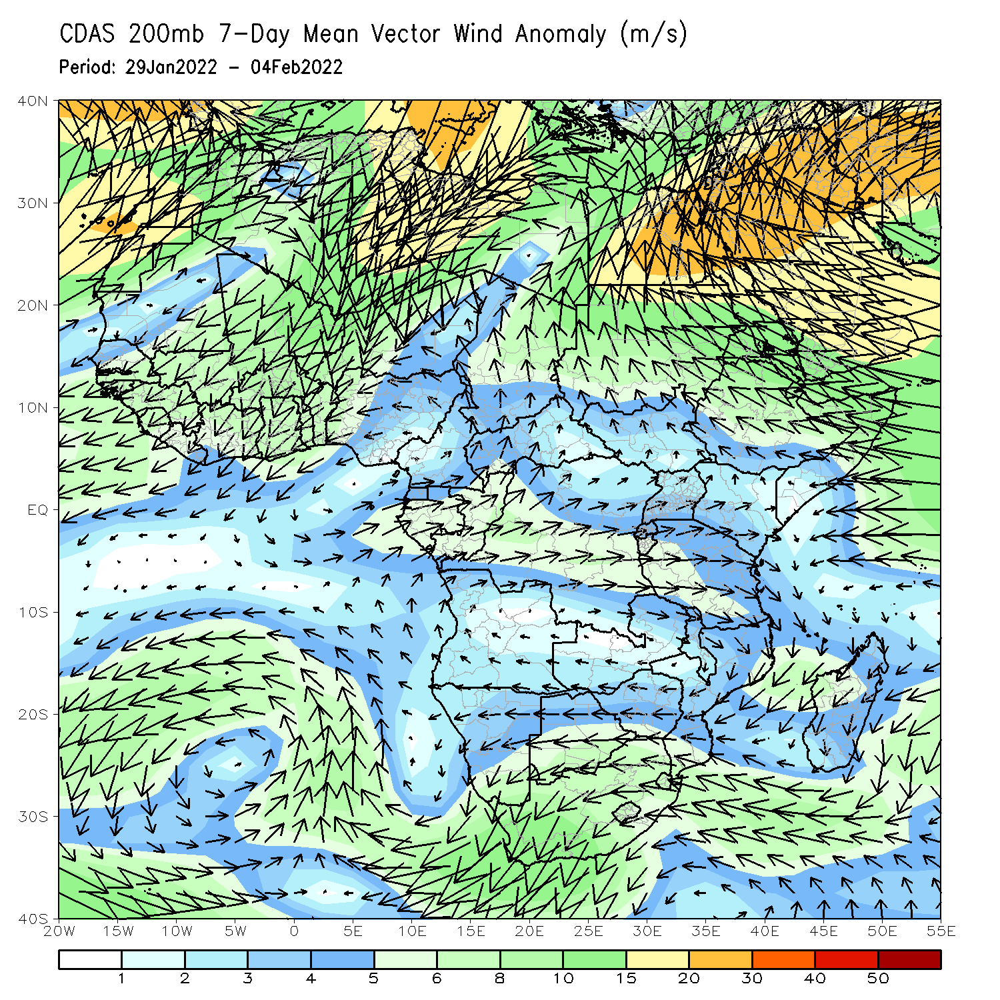 CDAS 200mb 7-Day Mean Vector Wind Anomaly (m/s)
Period: 29Jan2022 - 04Feb2022
40N
30N
20N
10N
EQ
10S
20S
30S
40S
20W 15W 10W 5W 0 5E 10E 15E 20E 25E 30E 35E 40E 45E 50E 55E
1 2 3 4 5 6 8 10 15 20 30 40 50